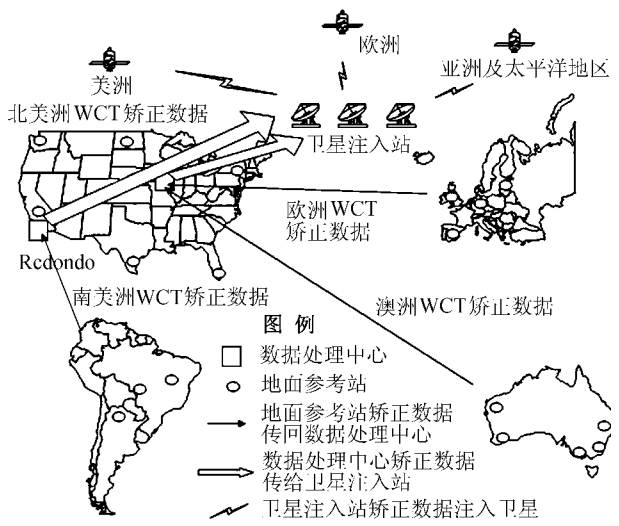 欧洲
美洲
亚洲及太平洋地区
北美洲WCT矫正数据
卫星注入站
欧洲WCT
矫正数据
Redondo
南美洲WCT矫正数据
澳洲WCT矫正数据
图 例
数据处理中心
地面参考站
地面参考站矫正数据
传回数据处理中心
数据处理中心矫正数据
传给卫星注入站
卫星注入站矫正数据注入卫星